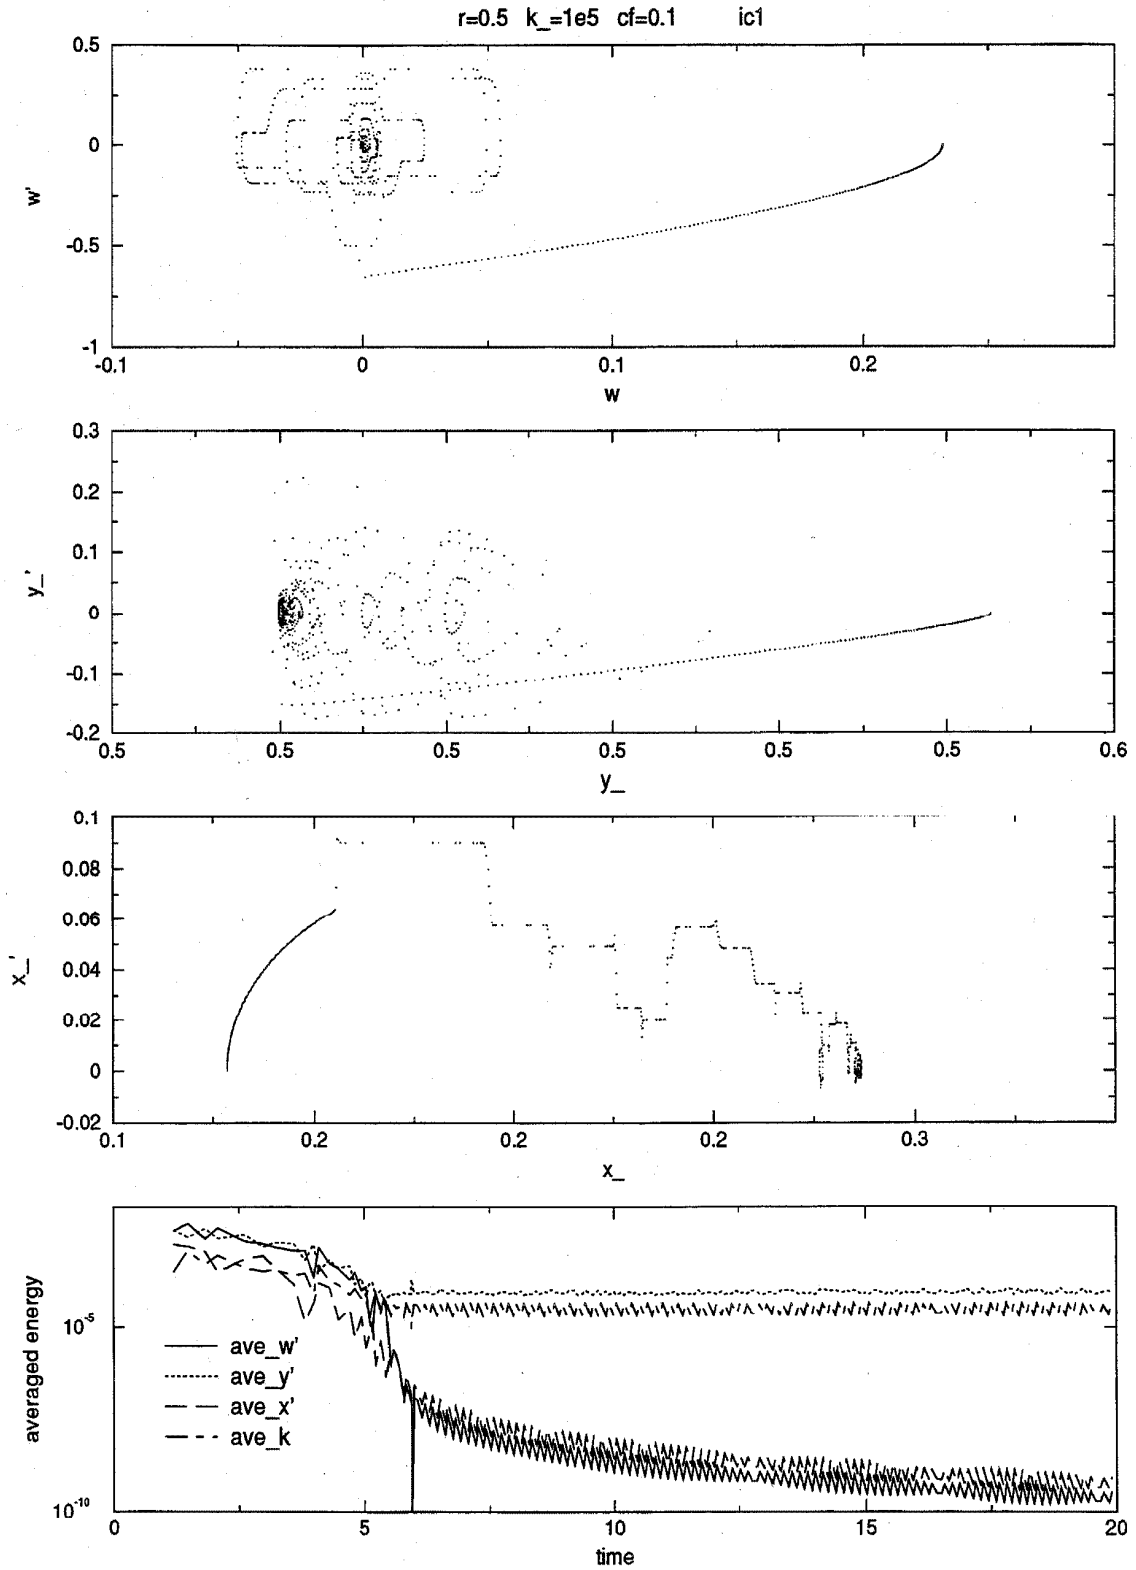 r=0.5 k_=1e5 cf=0.1 ic1
0.5
0
-0.5
-1
w'
-0.1 0 0.1 0.2
w
0.3
0.2
0.1
0
-0.1
-0.2
y_'
0.5 0.5 0.5 0.5 0.5 0.5 0.6
y_
0.1
0.08
0.06
0.04
0.02
0
-0.02
x_'
0.1 0.2 0.2 0.2 0.3
x_
averaged energy
10-5
10-10
ave_w'
ave_y'
ave_x'
ave_k
0 5 10 15 20
time